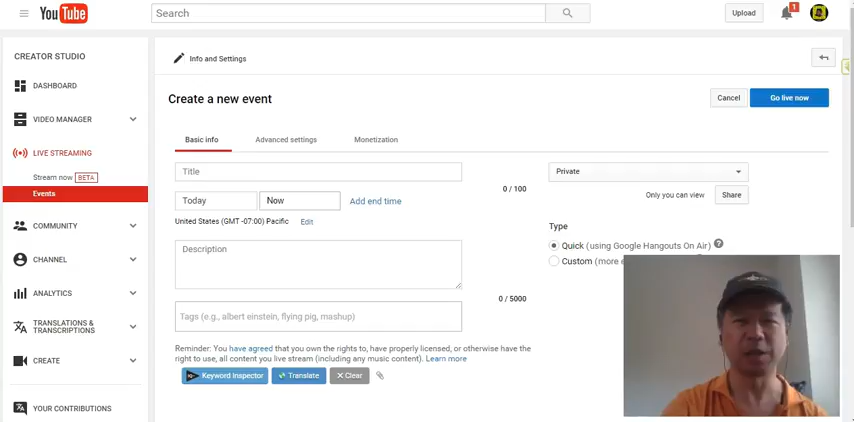 YouTube
Search
Upload
1
CREATOR STUDIO
DASHBOARD
VIDEO MANAGER
LIVE STREAMING
Stream now BETA
Events
COMMUNITY
CHANNEL
ANALYTICS
TRANSLATIONS &
TRANSCRIPTIONS
CREATE
YOUR CONTRIBUTIONS
Info and Settings
Create a new event
Cancel
Go live now
Basic info
Advanced settings
Monetization
Title
0 / 100
Today
Now
Add end time
United States (GMT -07:00) Pacific
Edit
Description
0 / 5000
Tags (e.g., albert einstein, flying pig, mashup)
Reminder: You have agreed that you own the rights to, have properly licensed, or otherwise have the
right to use, all content you live stream (including any music content). Learn more
Keyword Inspector
Translate
X Clear
Private
Only you can view
Share
Type
Quick (using Google Hangouts On Air) ?
Custom (more